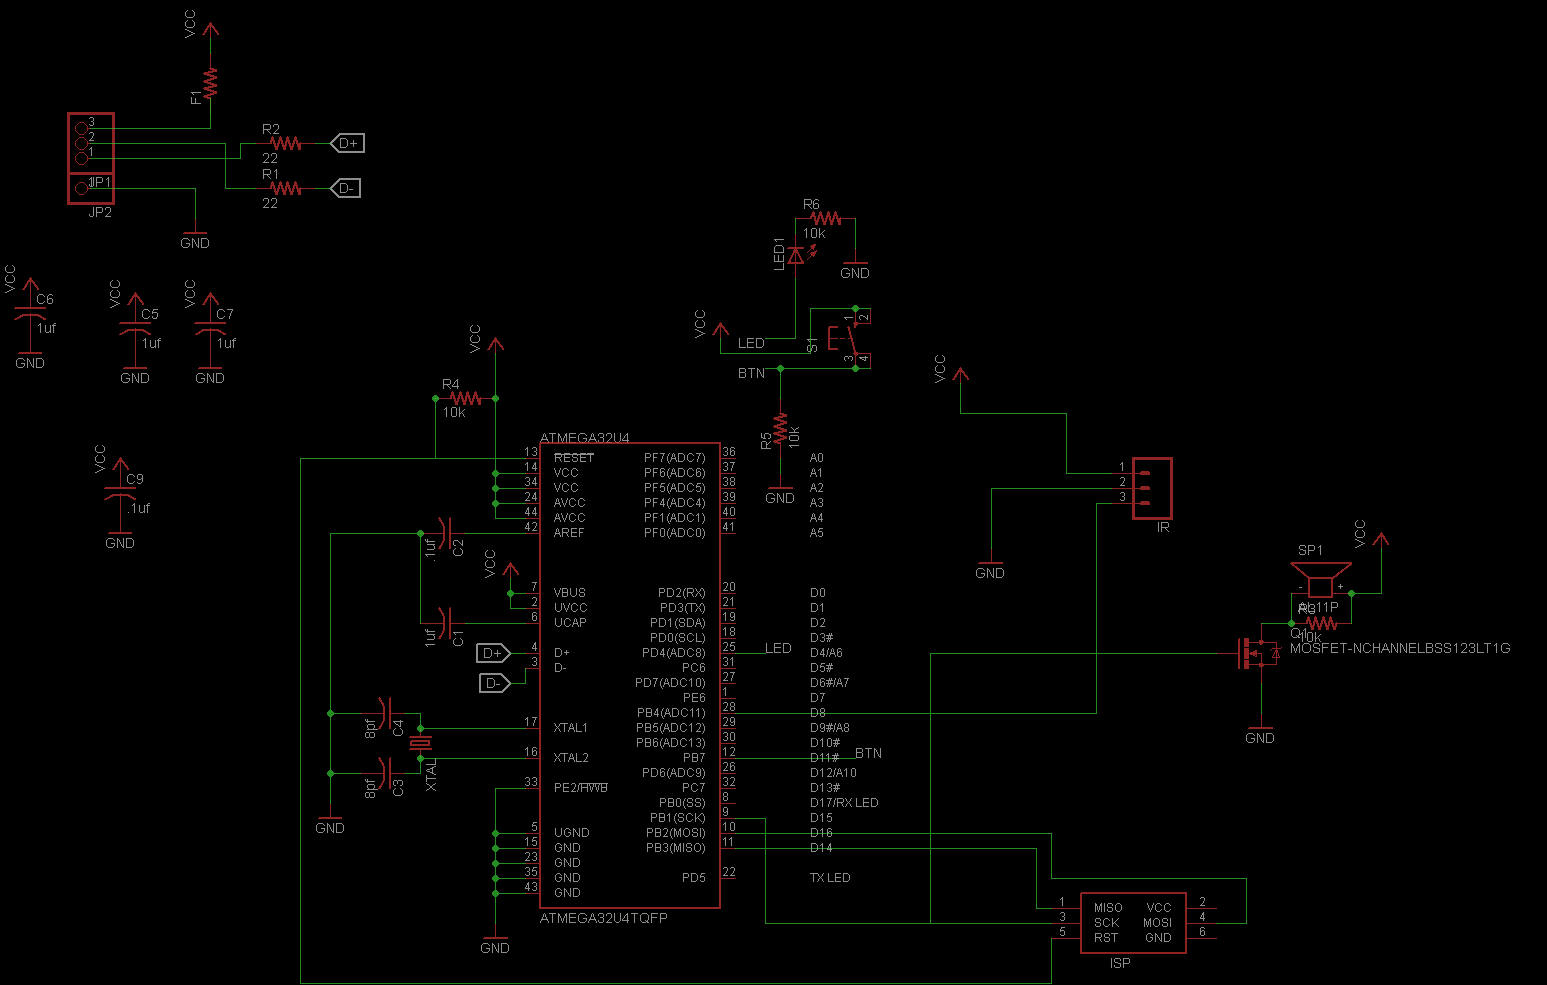 VCC
F1
3
2
1
1
JP1
JP2
R2
22
D+
R1
22
D-
GND
VCC
C6
1uf
GND
VCC
C5
1uf
GND
VCC
C7
1uf
GND
VCC
C9
.1uf
GND
R6
10k
LED1
GND
VCC
LED
S1
1
2
3
4
BTN
R5
10k
GND
VCC
R4
10k
ATMEGA32U4
13 RESET PF7(ADC7) 36 A0
14 VCC PF6(ADC6) 37 A1
34 VCC PF5(ADC5) 38 A2
24 AVCC PF4(ADC4) 39 A3
44 AVCC PF1(ADC1) 40 A4
42 AREF PF0(ADC0) 41 A5
.1uf
C2
VCC
7 VBUS PD2(RX) 20 D0
2 UVCC PD3(TX) 21 D1
6 UCAP PD1(SDA) 19 D2
1uf
C1
PD0(SCL) 18 D3#
D+ 4 D+ PD4(ADC8) 25 LED D4/A6
D- 3 D- PC6 31 D5#
PD7(ADC10) 27 D6#/A7
PE6 1 D7
PB4(ADC11) 28 D8
17 XTAL1 PB5(ADC12) 29 D9#/A8
PB6(ADC13) 30 D10#
16 XTAL2 PB7 12 D11# BTN
PD6(ADC9) 26 D12/A10
33 PE2/HWB PC7 32 D13#
PB0(SS) 8 D17/RX LED
PB1(SCK) 9 D15
5 UGND PB2(MOSI) 10 D16
15 GND PB3(MISO) 11 D14
23 GND
35 GND PD5 22 TX LED
43 GND
8pf
C4
8pf
C3
XTAL
GND
ATMEGA32U4TQFP
GND
VCC
1
2
3
IR
GND
SP1
VCC
- +
AL11P
R3
10k
Q1
MOSFET-NCHANNELBSS123LT1G
GND
1 MISO VCC 2
3 SCK MOSI 4
5 RST GND 6
ISP